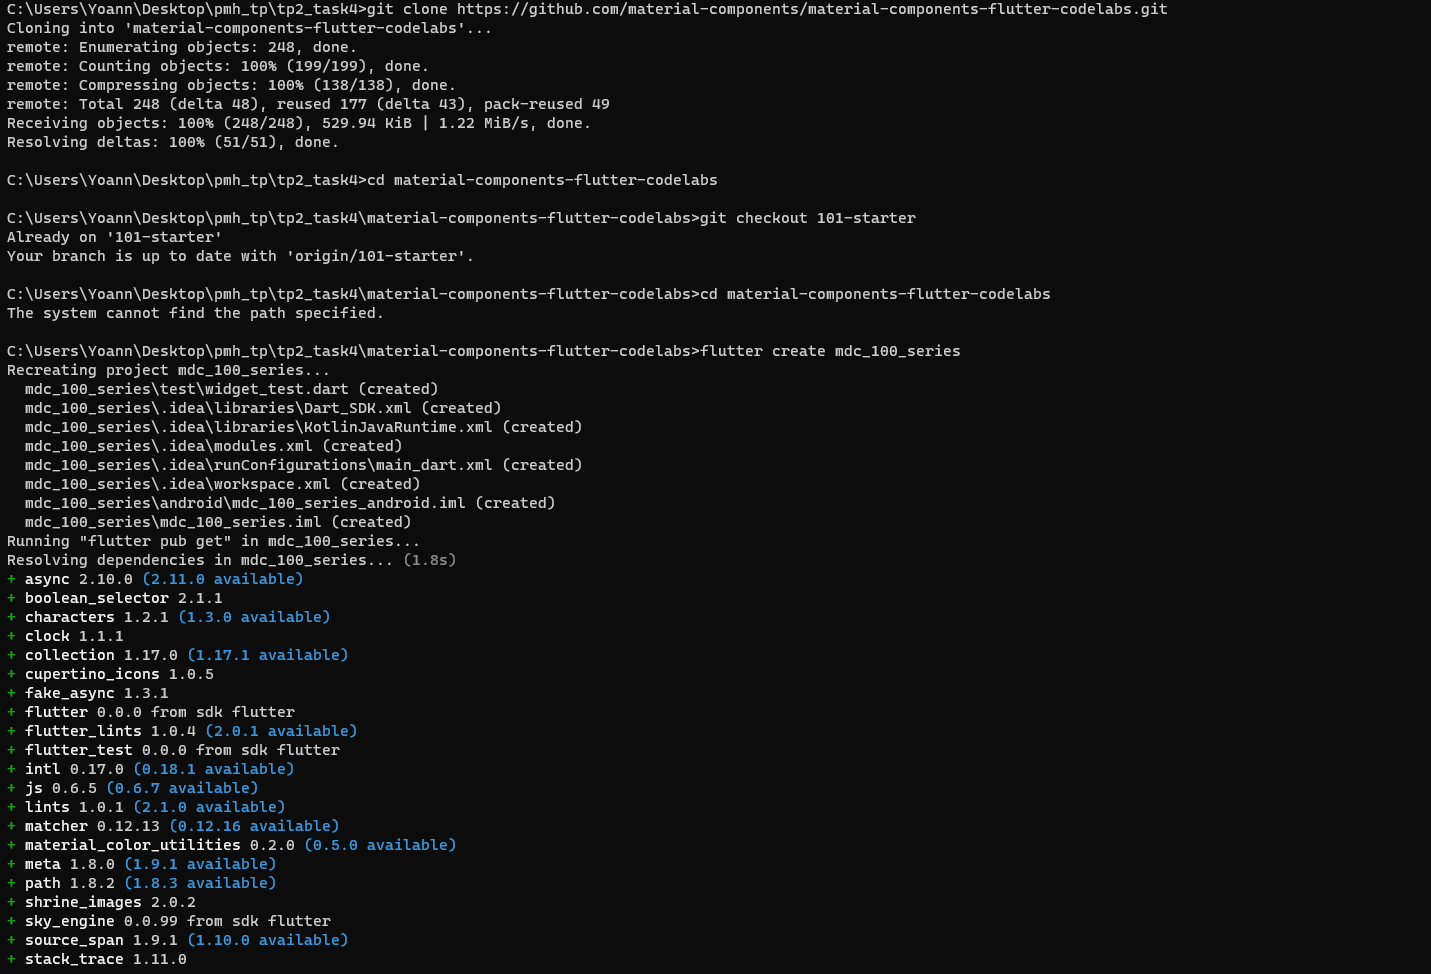 C:\Users\Yoann\Desktop\pmh_tp\tp2_task4>git clone https://github.com/material-components/material-components-flutter-codelabs.git
Cloning into 'material-components-flutter-codelabs'...
remote: Enumerating objects: 248, done.
remote: Counting objects: 100% (199/199), done.
remote: Compressing objects: 100% (138/138), done.
remote: Total 248 (delta 48), reused 177 (delta 43), pack-reused 49
Receiving objects: 100% (248/248), 529.94 KiB | 1.22 MiB/s, done.
Resolving deltas: 100% (51/51), done.
C:\Users\Yoann\Desktop\pmh_tp\tp2_task4>cd material-components-flutter-codelabs
C:\Users\Yoann\Desktop\pmh_tp\tp2_task4\material-components-flutter-codelabs>git checkout 101-starter
Already on '101-starter'
Your branch is up to date with 'origin/101-starter'.
C:\Users\Yoann\Desktop\pmh_tp\tp2_task4\material-components-flutter-codelabs>cd material-components-flutter-codelabs
The system cannot find the path specified.
C:\Users\Yoann\Desktop\pmh_tp\tp2_task4\material-components-flutter-codelabs>flutter create mdc_100_series
Recreating project mdc_100_series...
  mdc_100_series\test\widget_test.dart (created)
  mdc_100_series\.idea\libraries\Dart_SDK.xml (created)
  mdc_100_series\.idea\libraries\KotlinJavaRuntime.xml (created)
  mdc_100_series\.idea\modules.xml (created)
  mdc_100_series\.idea\runConfigurations\main_dart.xml (created)
  mdc_100_series\.idea\workspace.xml (created)
  mdc_100_series\android\mdc_100_series_android.iml (created)
  mdc_100_series\mdc_100_series.iml (created)
Running "flutter pub get" in mdc_100_series...
Resolving dependencies in mdc_100_series... (1.8s)
+ async 2.10.0 (2.11.0 available)
+ boolean_selector 2.1.1
+ characters 1.2.1 (1.3.0 available)
+ clock 1.1.1
+ collection 1.17.0 (1.17.1 available)
+ cupertino_icons 1.0.5
+ fake_async 1.3.1
+ flutter 0.0.0 from sdk flutter
+ flutter_lints 1.0.4 (2.0.1 available)
+ flutter_test 0.0.0 from sdk flutter
+ intl 0.17.0 (0.18.1 available)
+ js 0.6.5 (0.6.7 available)
+ lints 1.0.1 (2.1.0 available)
+ matcher 0.12.13 (0.12.16 available)
+ material_color_utilities 0.2.0 (0.5.0 available)
+ meta 1.8.0 (1.9.1 available)
+ path 1.8.2 (1.8.3 available)
+ shrine_images 2.0.2
+ sky_engine 0.0.99 from sdk flutter
+ source_span 1.9.1 (1.10.0 available)
+ stack_trace 1.11.0